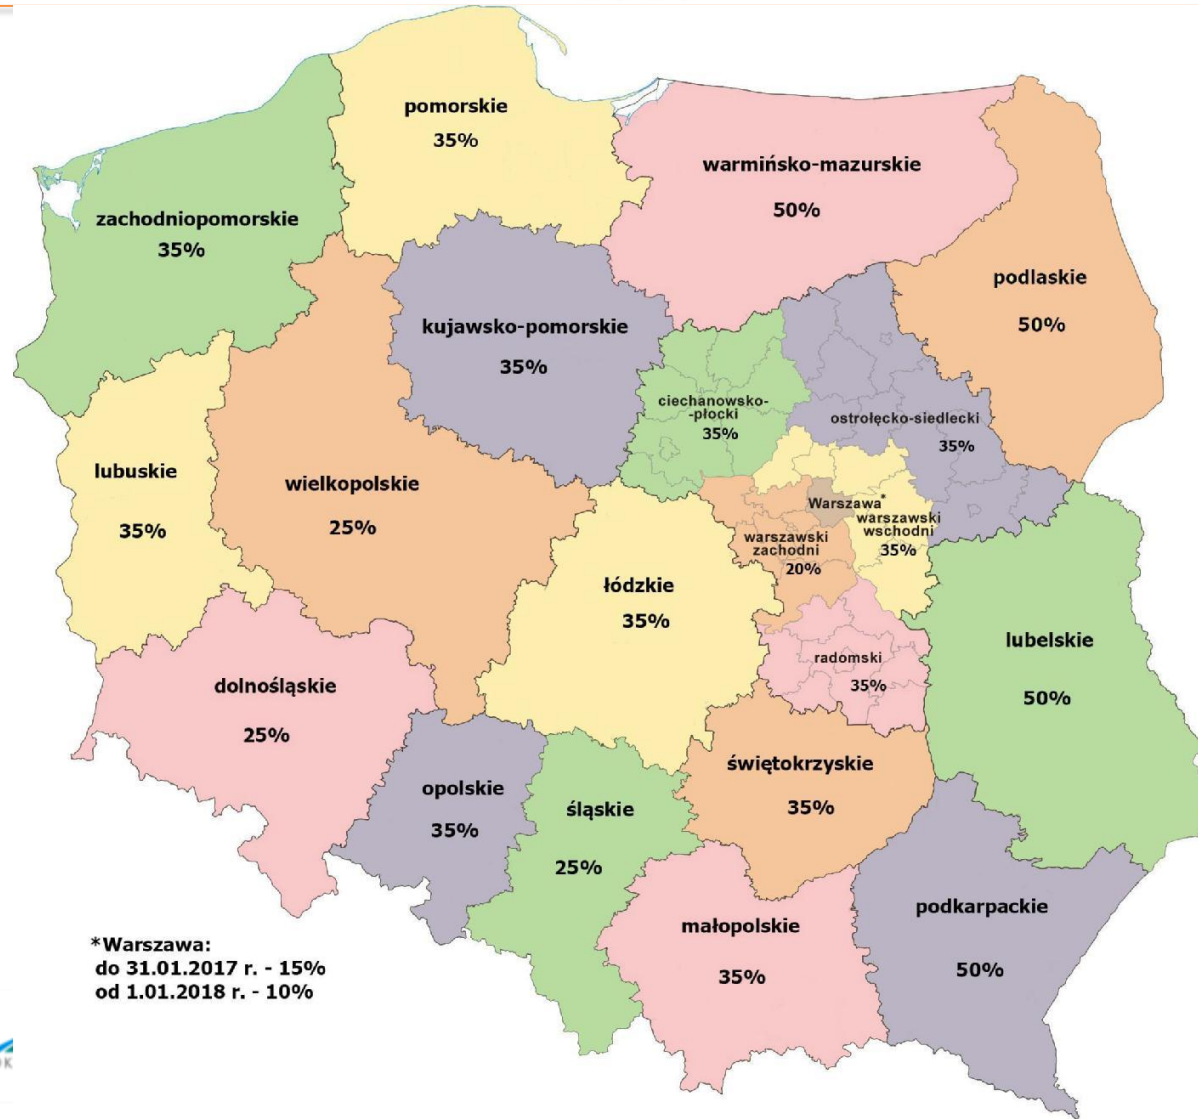 pomorskie
35%
warmińsko-mazurskie
50%
zachodniopomorskie
35%
podlaskie
50%
kujawsko-pomorskie
35%
ciechanowsko-
-płocki
35%
ostrołęcko-siedlecki
35%
lubuskie
35%
wielkopolskie
25%
Warszawa*
warszawski
wschodni
35%
warszawski
zachodni
20%
łódzkie
35%
radomski
35%
lubelskie
50%
dolnośląskie
25%
opolskie
35%
śląskie
25%
świętokrzyskie
35%
małopolskie
35%
podkarpackie
50%
*Warszawa:
do 31.01.2017 r. - 15%
od 1.01.2018 r. - 10%